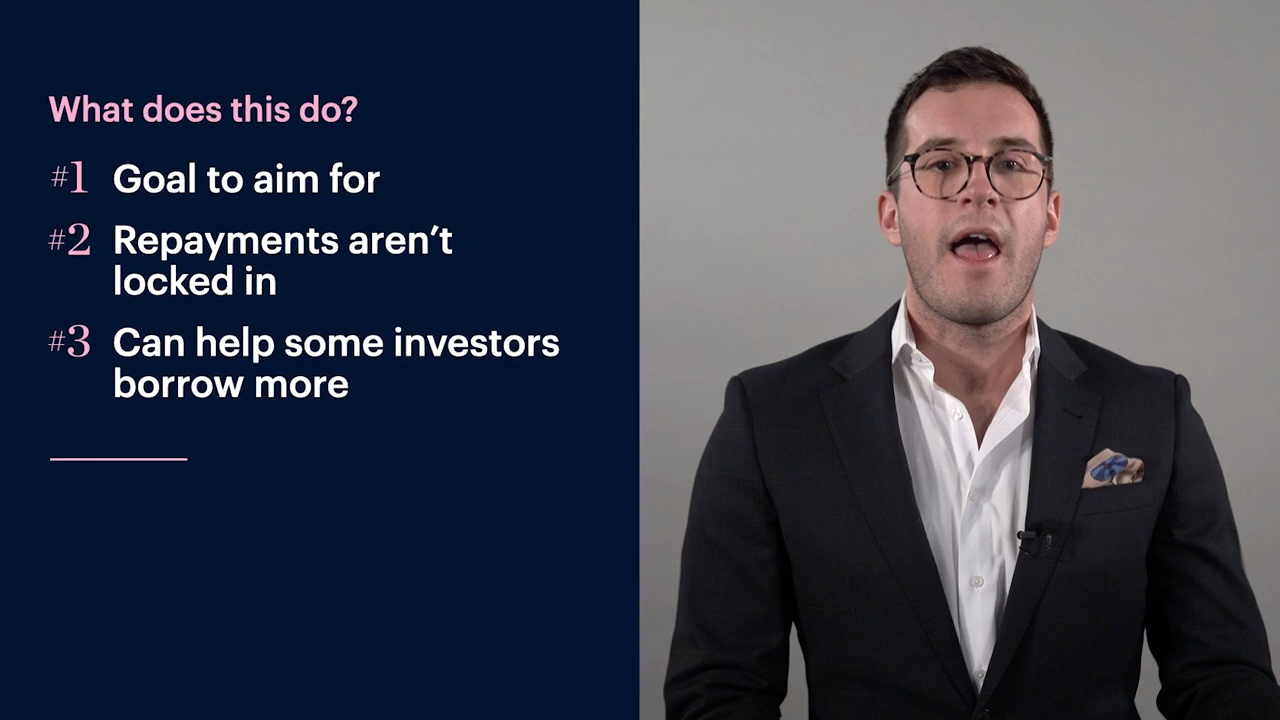 What does this do?
#1 Goal to aim for
#2 Repayments aren’t
locked in
#3 Can help some investors
borrow more